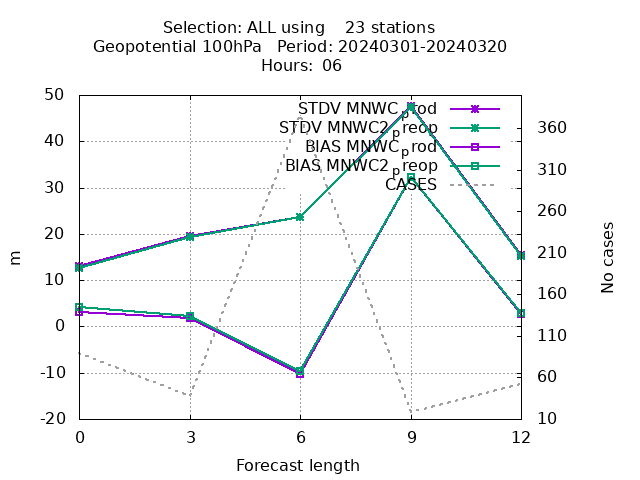 Selection: ALL using 23 stations
Geopotential 100hPa Period: 20240301-20240320
Hours: 06
50
40
30
20
10
0
-10
-20
m
STDV MNWC_prod
STDV MNWC2_preop
BIAS MNWC_prod
BIAS MNWC2_preop
CASES
360
310
260
210
160
110
60
10
No cases
0 3 6 9 12
Forecast length